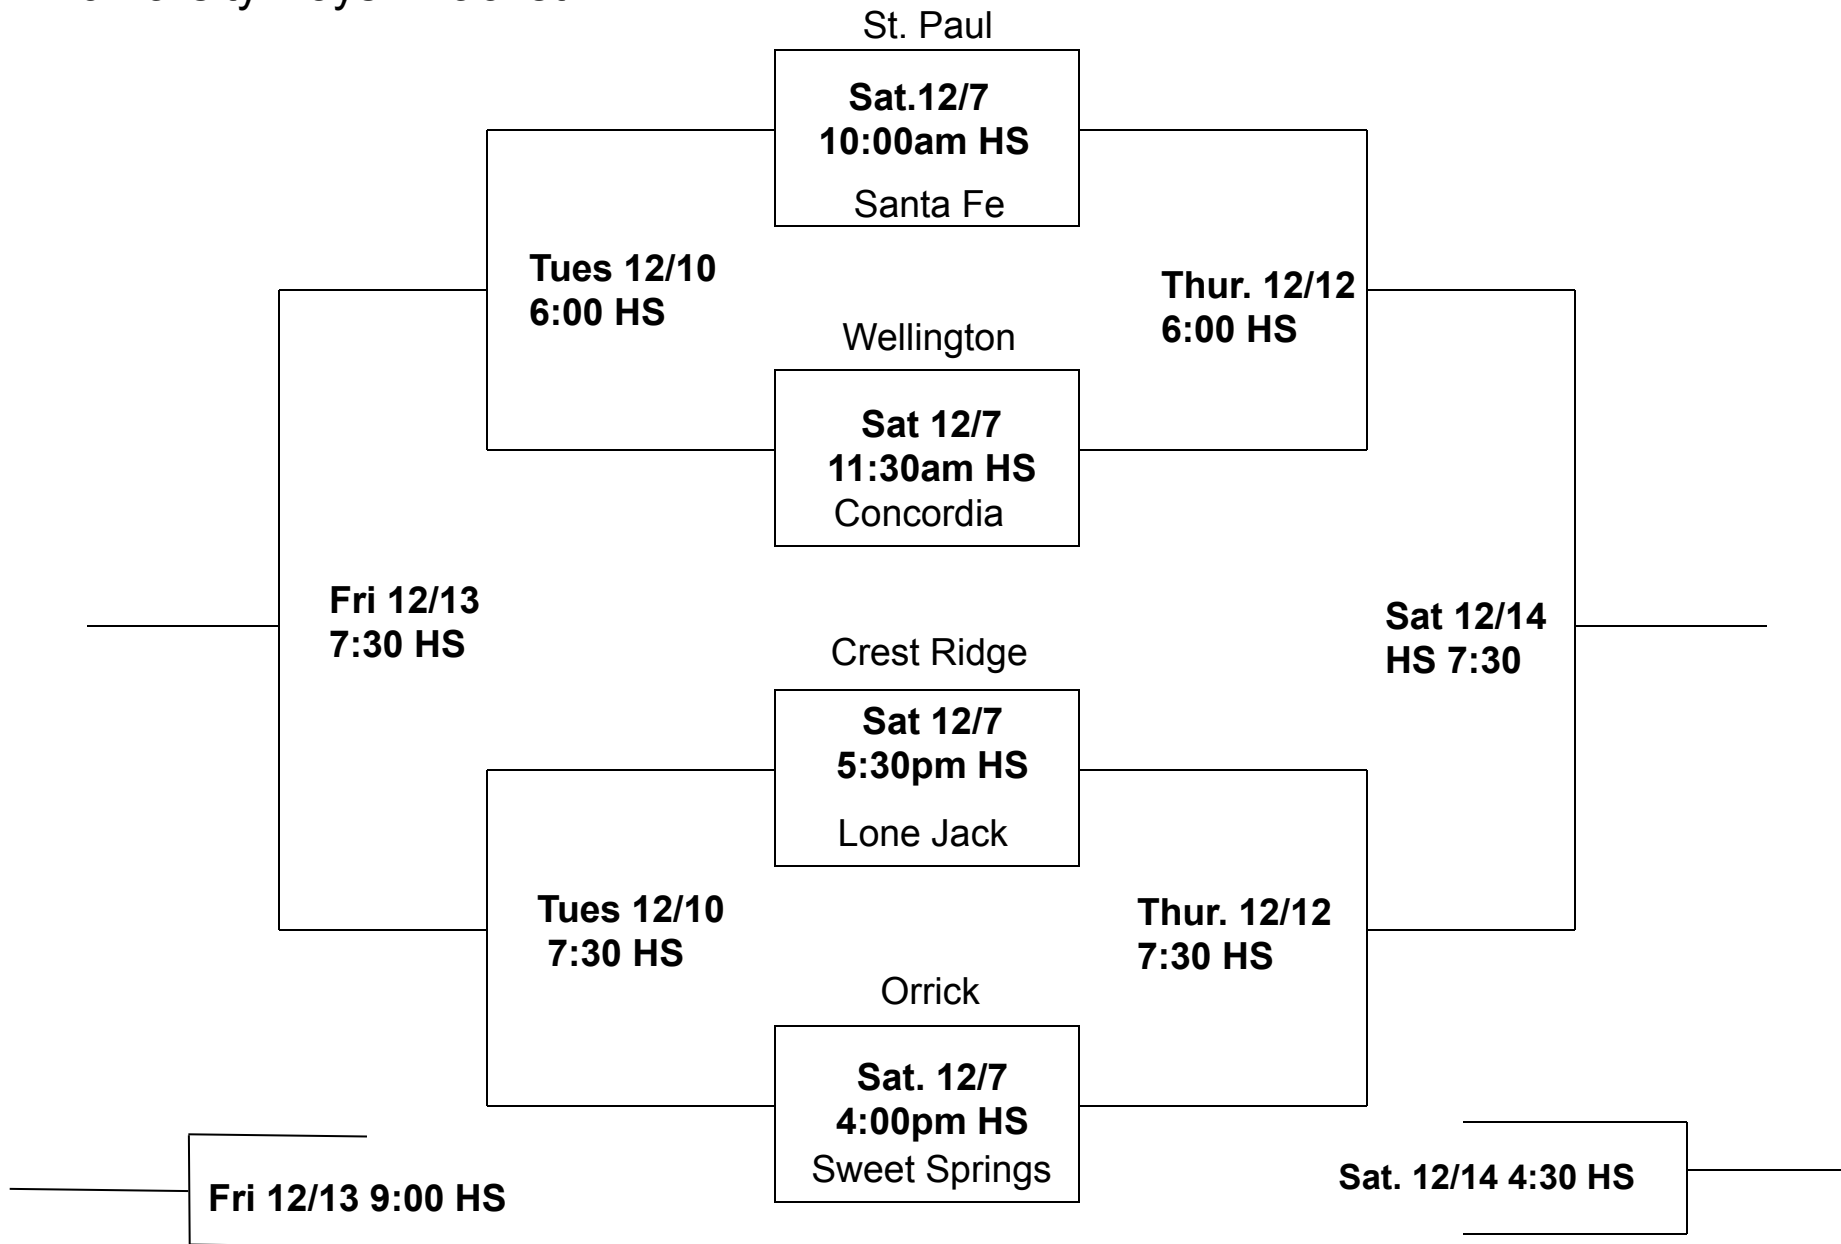 St. Paul
Sat.12/7
10:00am HS
Santa Fe
Tues 12/10
6:00 HS
Thur. 12/12
6:00 HS
Wellington
Sat 12/7
11:30am HS
Concordia
Fri 12/13
7:30 HS
Sat 12/14
HS 7:30
Crest Ridge
Sat 12/7
5:30pm HS
Lone Jack
Tues 12/10
7:30 HS
Thur. 12/12
7:30 HS
Orrick
Sat. 12/7
4:00pm HS
Sweet Springs
Fri 12/13 9:00 HS
Sat. 12/14 4:30 HS